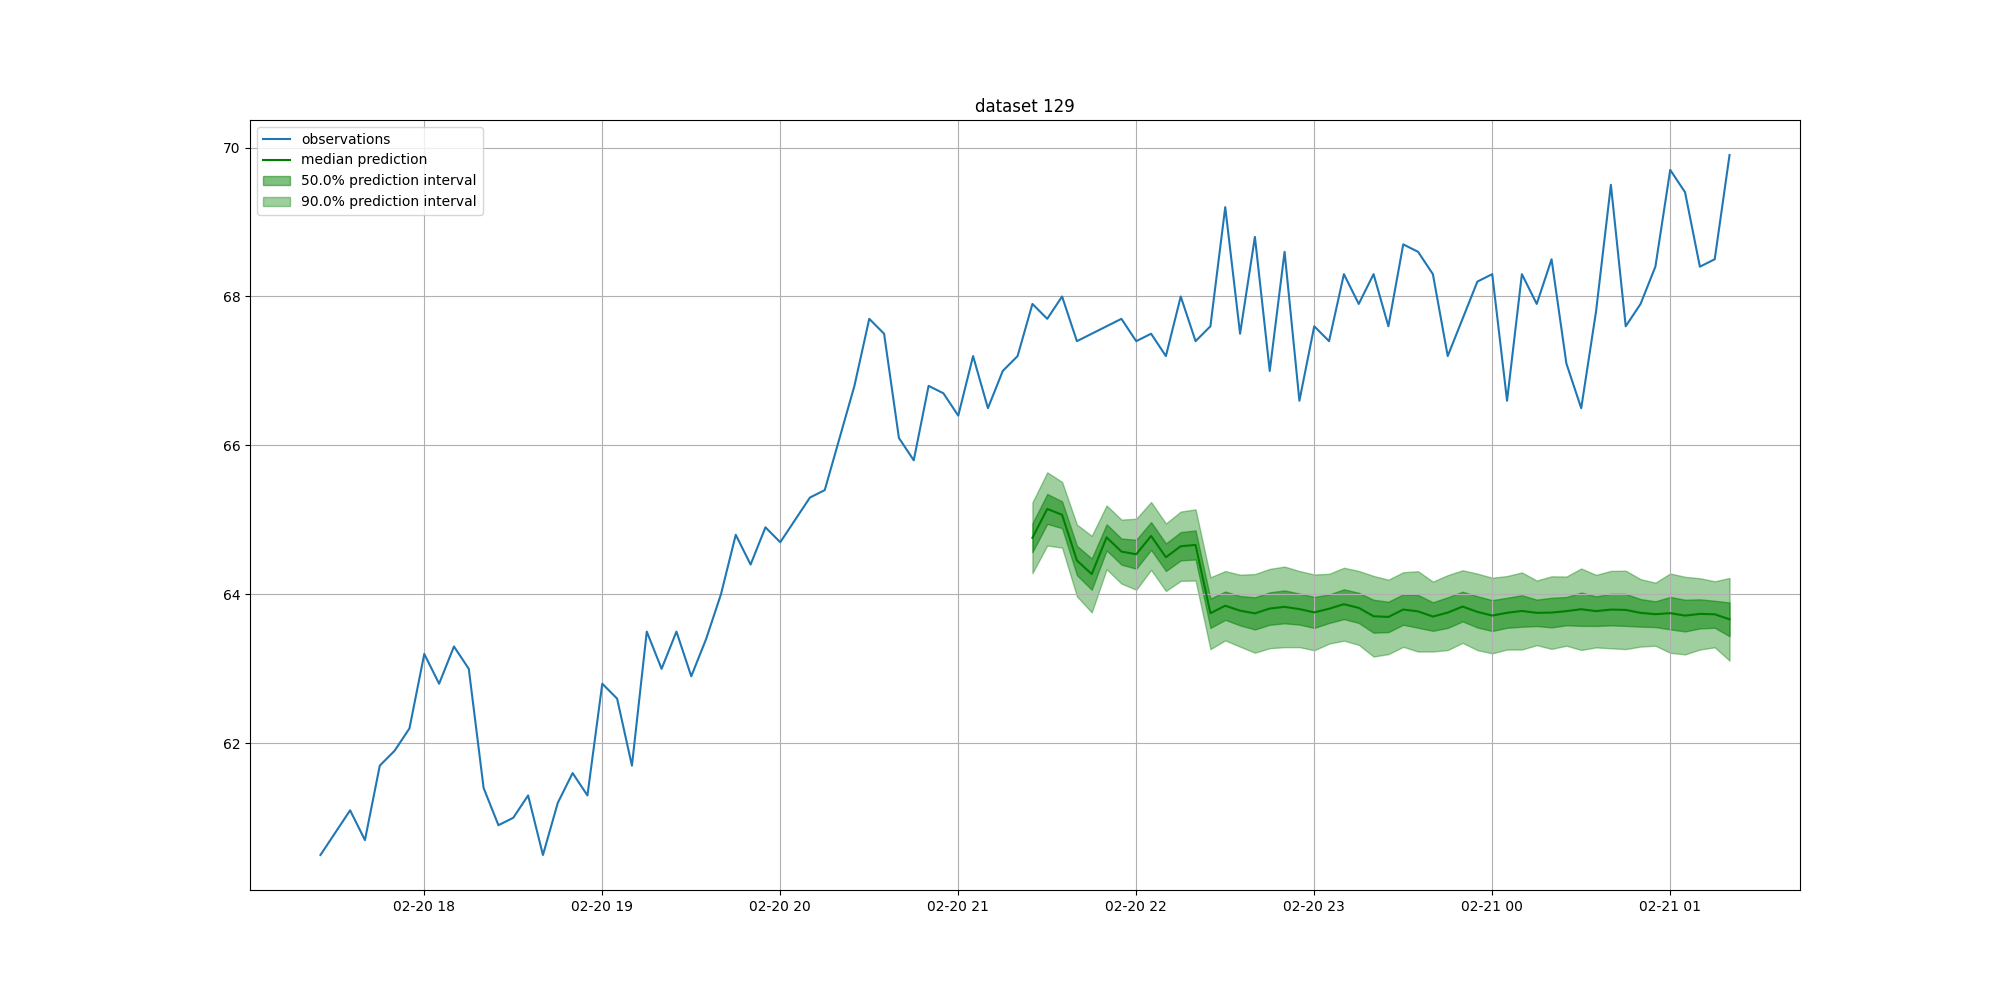 dataset 129
observations
median prediction
50.0% prediction interval
90.0% prediction interval
70
68
66
64
62
02-20 18
02-20 19
02-20 20
02-20 21
02-20 22
02-20 23
02-21 00
02-21 01